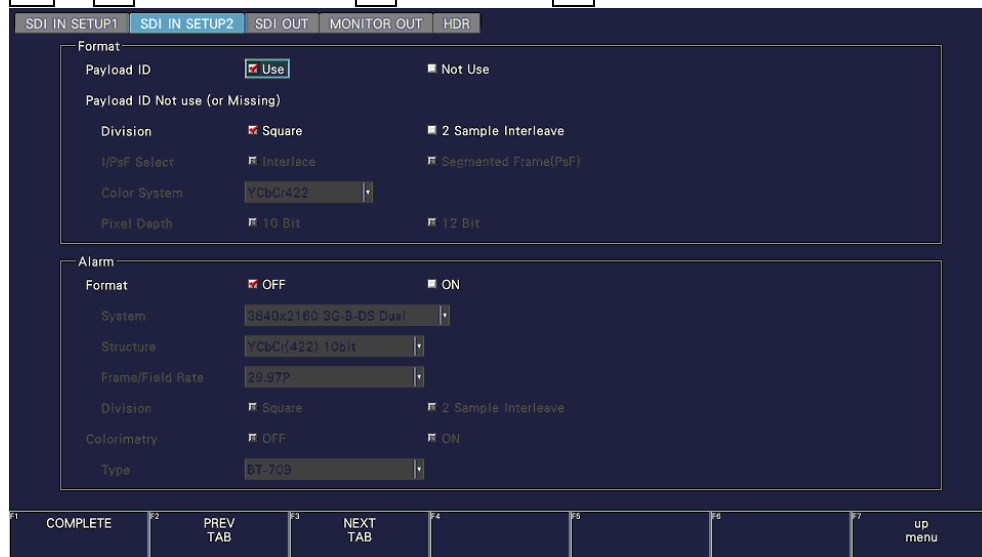 SDI IN SETUP1 SDI IN SETUP2 SDI OUT MONITOR OUT HDR
Format
Payload ID Use Not Use
Payload ID Not use (or Missing)
Division Square 2 Sample Interleave
I/PsF Select Interlace Segmented Frame(PsF)
Color System YCbCr422
Pixel Depth 10 Bit 12 Bit
Alarm
Format OFF ON
System 3840x2160 3G-B-DS Dual
Structure YCbCr(422) 10bit
Frame/Field Rate 29.97P
Division Square 2 Sample Interleave
Colorimetry OFF ON
Type BT-709
F1 COMPLETE F2 PREV TAB F3 NEXT TAB F4 F5 F6 F7 up menu